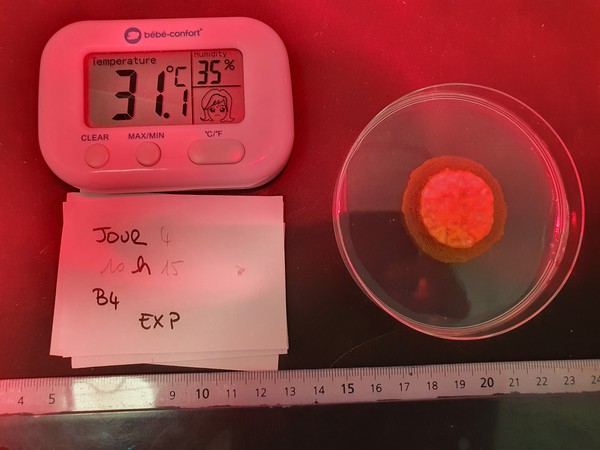 bébé-confort
Temperature
Humidity
31.1 °C
35 %
CLEAR MAX/MIN °C/°F
JOUR 4
10 h 15
B4
EXP
4 5 9 10 11 12 13 14 15 16 17 18 19 20 21 22 23 24